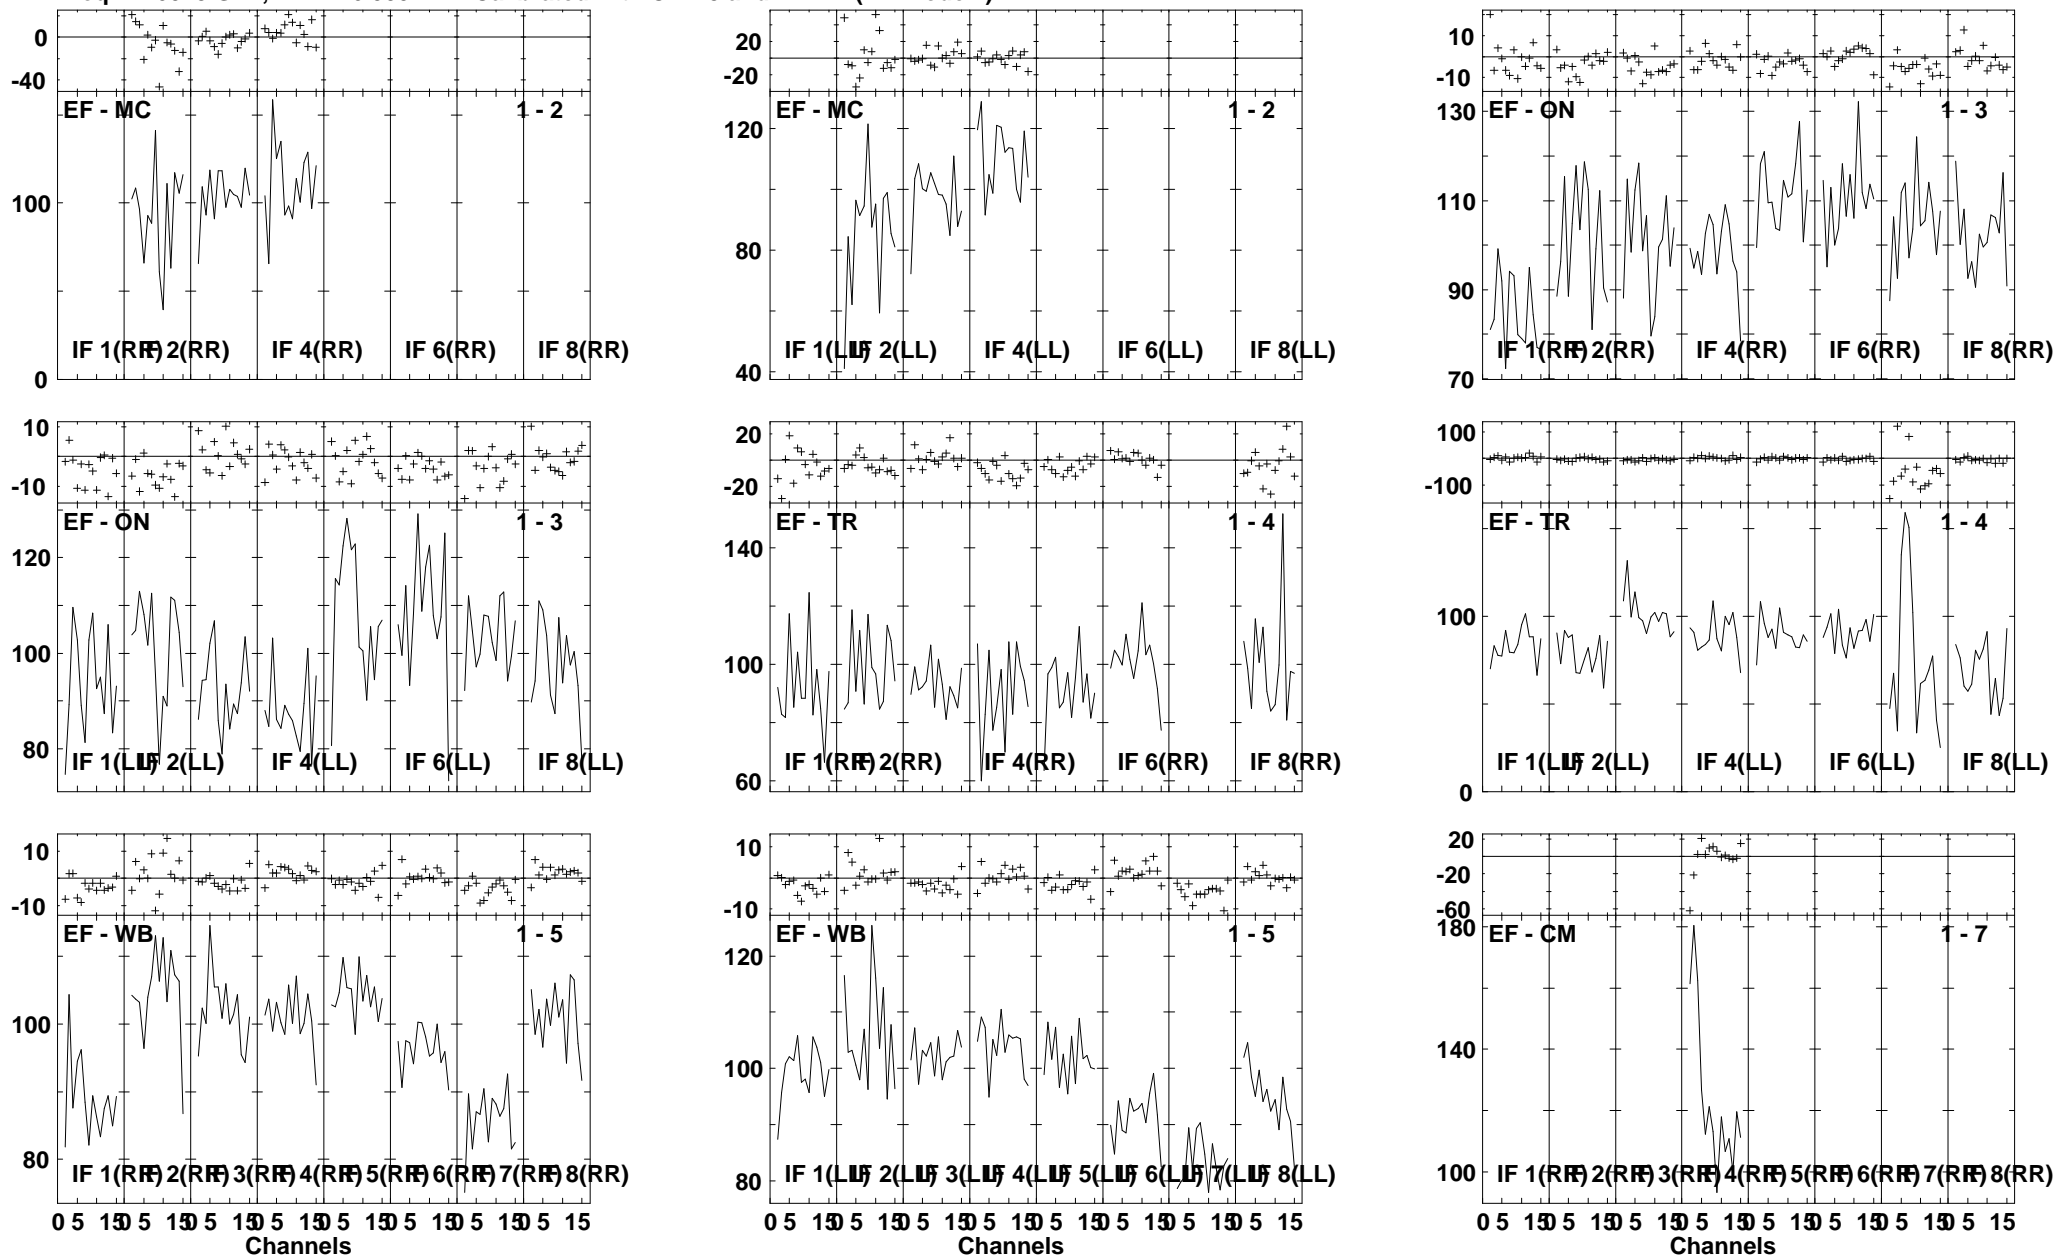 0
-40
EF - MC 1 - 2
100
0
IF 1(RR) IF 2(RR) IF 4(RR) IF 6(RR) IF 8(RR)
20
-20
EF - MC 1 - 2
120
80
40
IF 1(LL) IF 2(LL) IF 4(LL) IF 6(LL) IF 8(LL)
10
-10
EF - ON 1 - 3
130
110
90
70
IF 1(RR) IF 2(RR) IF 4(RR) IF 6(RR) IF 8(RR)
10
-10
EF - ON 1 - 3
120
100
80
IF 1(LL) IF 2(LL) IF 4(LL) IF 6(LL) IF 8(LL)
20
-20
EF - TR 1 - 4
140
100
60
IF 1(RR) IF 2(RR) IF 4(RR) IF 6(RR) IF 8(RR)
100
-100
EF - TR 1 - 4
100
0
IF 1(LL) IF 2(LL) IF 4(LL) IF 6(LL) IF 8(LL)
10
-10
EF - WB 1 - 5
100
80
IF 1(RR) IF 2(RR) IF 3(RR) IF 4(RR) IF 5(RR) IF 6(RR) IF 7(RR) IF 8(RR)
0 5 15 0 5 15 0 5 15 0 5 15 0 5 15 0 5 15 0 5 15 0 5 15
Channels
10
-10
EF - WB 1 - 5
120
100
80
IF 1(LL) IF 2(LL) IF 3(LL) IF 4(LL) IF 5(LL) IF 6(LL) IF 7(LL) IF 8(LL)
0 5 15 0 5 15 0 5 15 0 5 15 0 5 15 0 5 15 0 5 15 0 5 15
Channels
20
-20
-60
EF - CM 1 - 7
180
140
100
IF 1(RR) IF 2(RR) IF 3(RR) IF 4(RR) IF 5(RR) IF 6(RR) IF 7(RR) IF 8(RR)
0 5 15 0 5 15 0 5 15 0 5 15 0 5 15 0 5 15 0 5 15 0 5 15
Channels